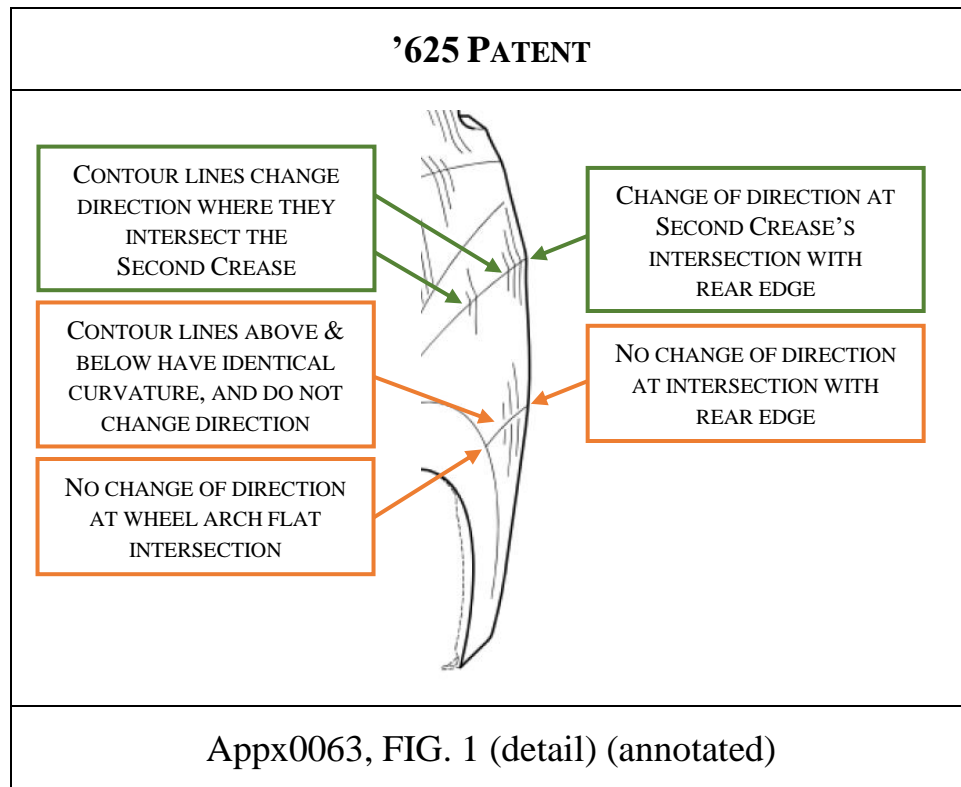 ’625 PATENT
CONTOUR LINES CHANGE
DIRECTION WHERE THEY
INTERSECT THE
SECOND CREASE
CHANGE OF DIRECTION AT
SECOND CREASE’S
INTERSECTION WITH
REAR EDGE
CONTOUR LINES ABOVE &
BELOW HAVE IDENTICAL
CURVATURE, AND DO NOT
CHANGE DIRECTION
NO CHANGE OF DIRECTION
AT INTERSECTION WITH
REAR EDGE
NO CHANGE OF DIRECTION
AT WHEEL ARCH FLAT
INTERSECTION
Appx0063, FIG. 1 (detail) (annotated)